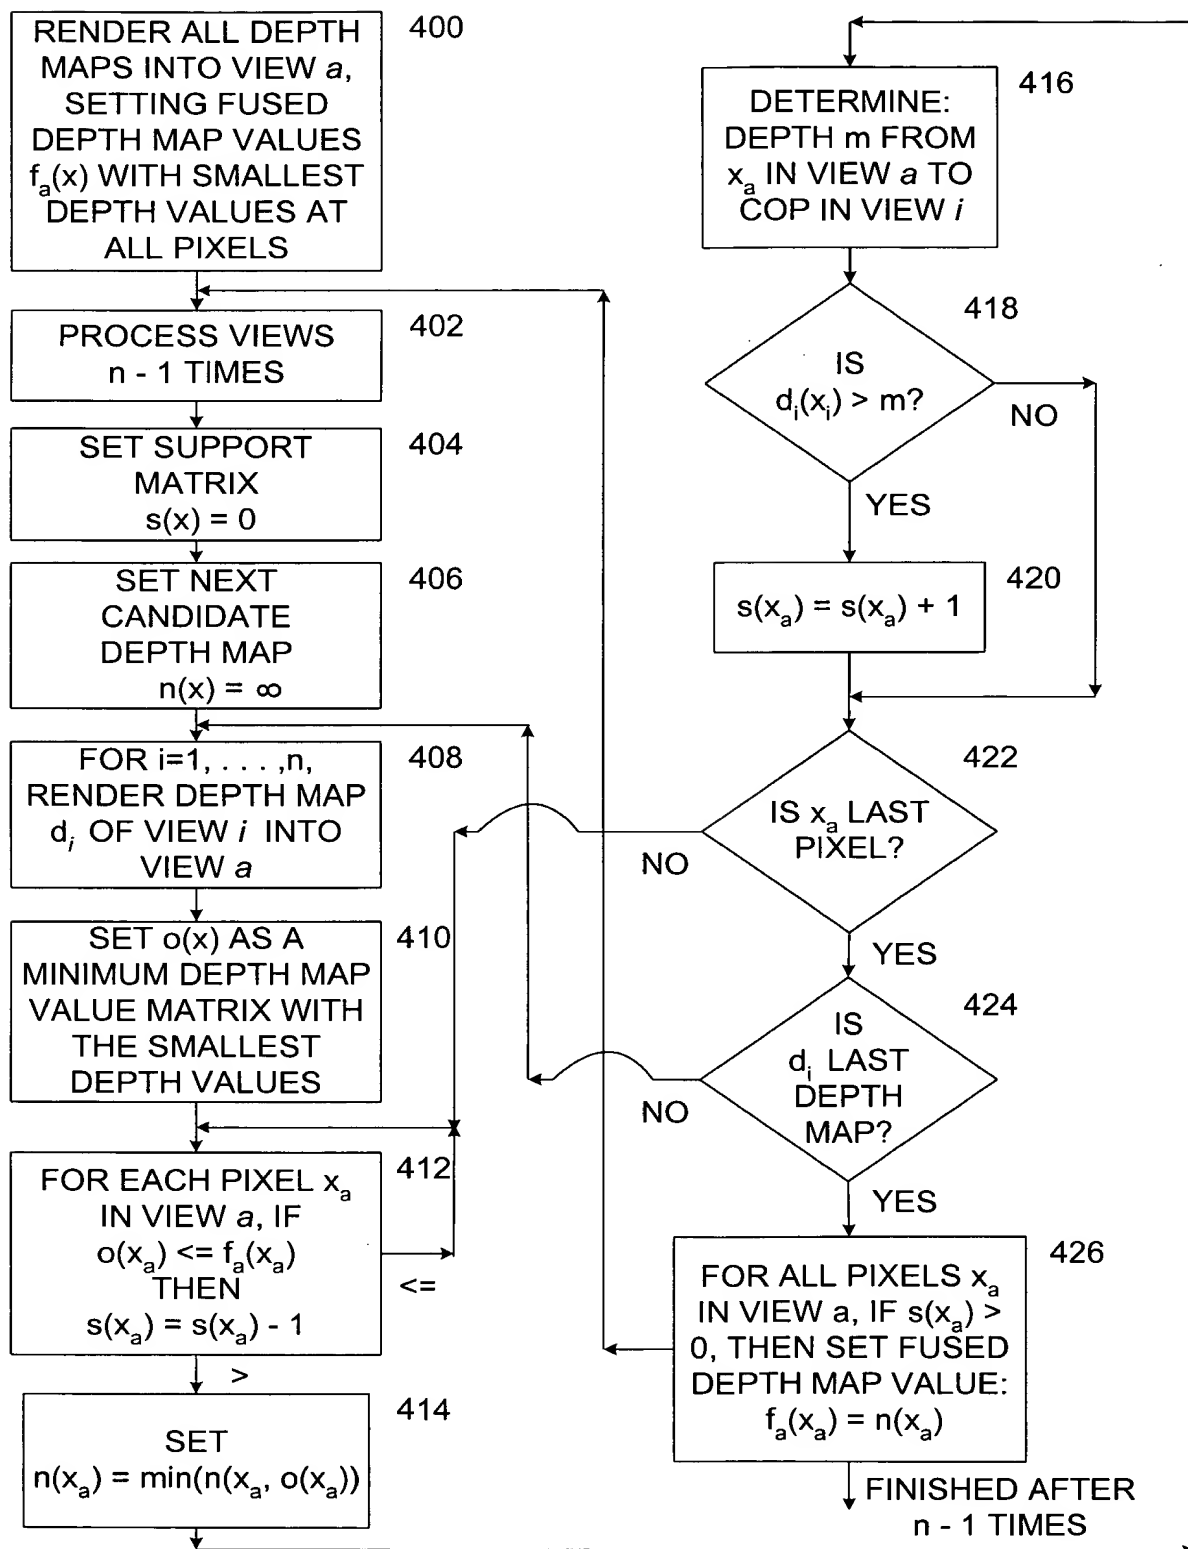 RENDER ALL DEPTH
MAPS INTO VIEW a,
SETTING FUSED
DEPTH MAP VALUES
fa(x) WITH SMALLEST
DEPTH VALUES AT
ALL PIXELS
400
PROCESS VIEWS
n - 1 TIMES
402
SET SUPPORT
MATRIX
s(x) = 0
404
SET NEXT
CANDIDATE
DEPTH MAP
n(x) = ∞
406
FOR i=1, . . . ,n,
RENDER DEPTH MAP
di OF VIEW i INTO
VIEW a
408
SET o(x) AS A
MINIMUM DEPTH MAP
VALUE MATRIX WITH
THE SMALLEST
DEPTH VALUES
410
FOR EACH PIXEL xa
IN VIEW a, IF
o(xa) <= fa(xa)
THEN
s(xa) = s(xa) - 1
412
<=
>
SET
n(xa) = min(n(xa, o(xa))
414
DETERMINE:
DEPTH m FROM
xa IN VIEW a TO
COP IN VIEW i
416
IS
di(xi) > m?
418
NO
YES
s(xa) = s(xa) + 1
420
IS xa LAST
PIXEL?
422
NO
YES
IS
di LAST
DEPTH
MAP?
424
NO
YES
FOR ALL PIXELS xa
IN VIEW a, IF s(xa) >
0, THEN SET FUSED
DEPTH MAP VALUE:
fa(xa) = n(xa)
426
FINISHED AFTER
n - 1 TIMES